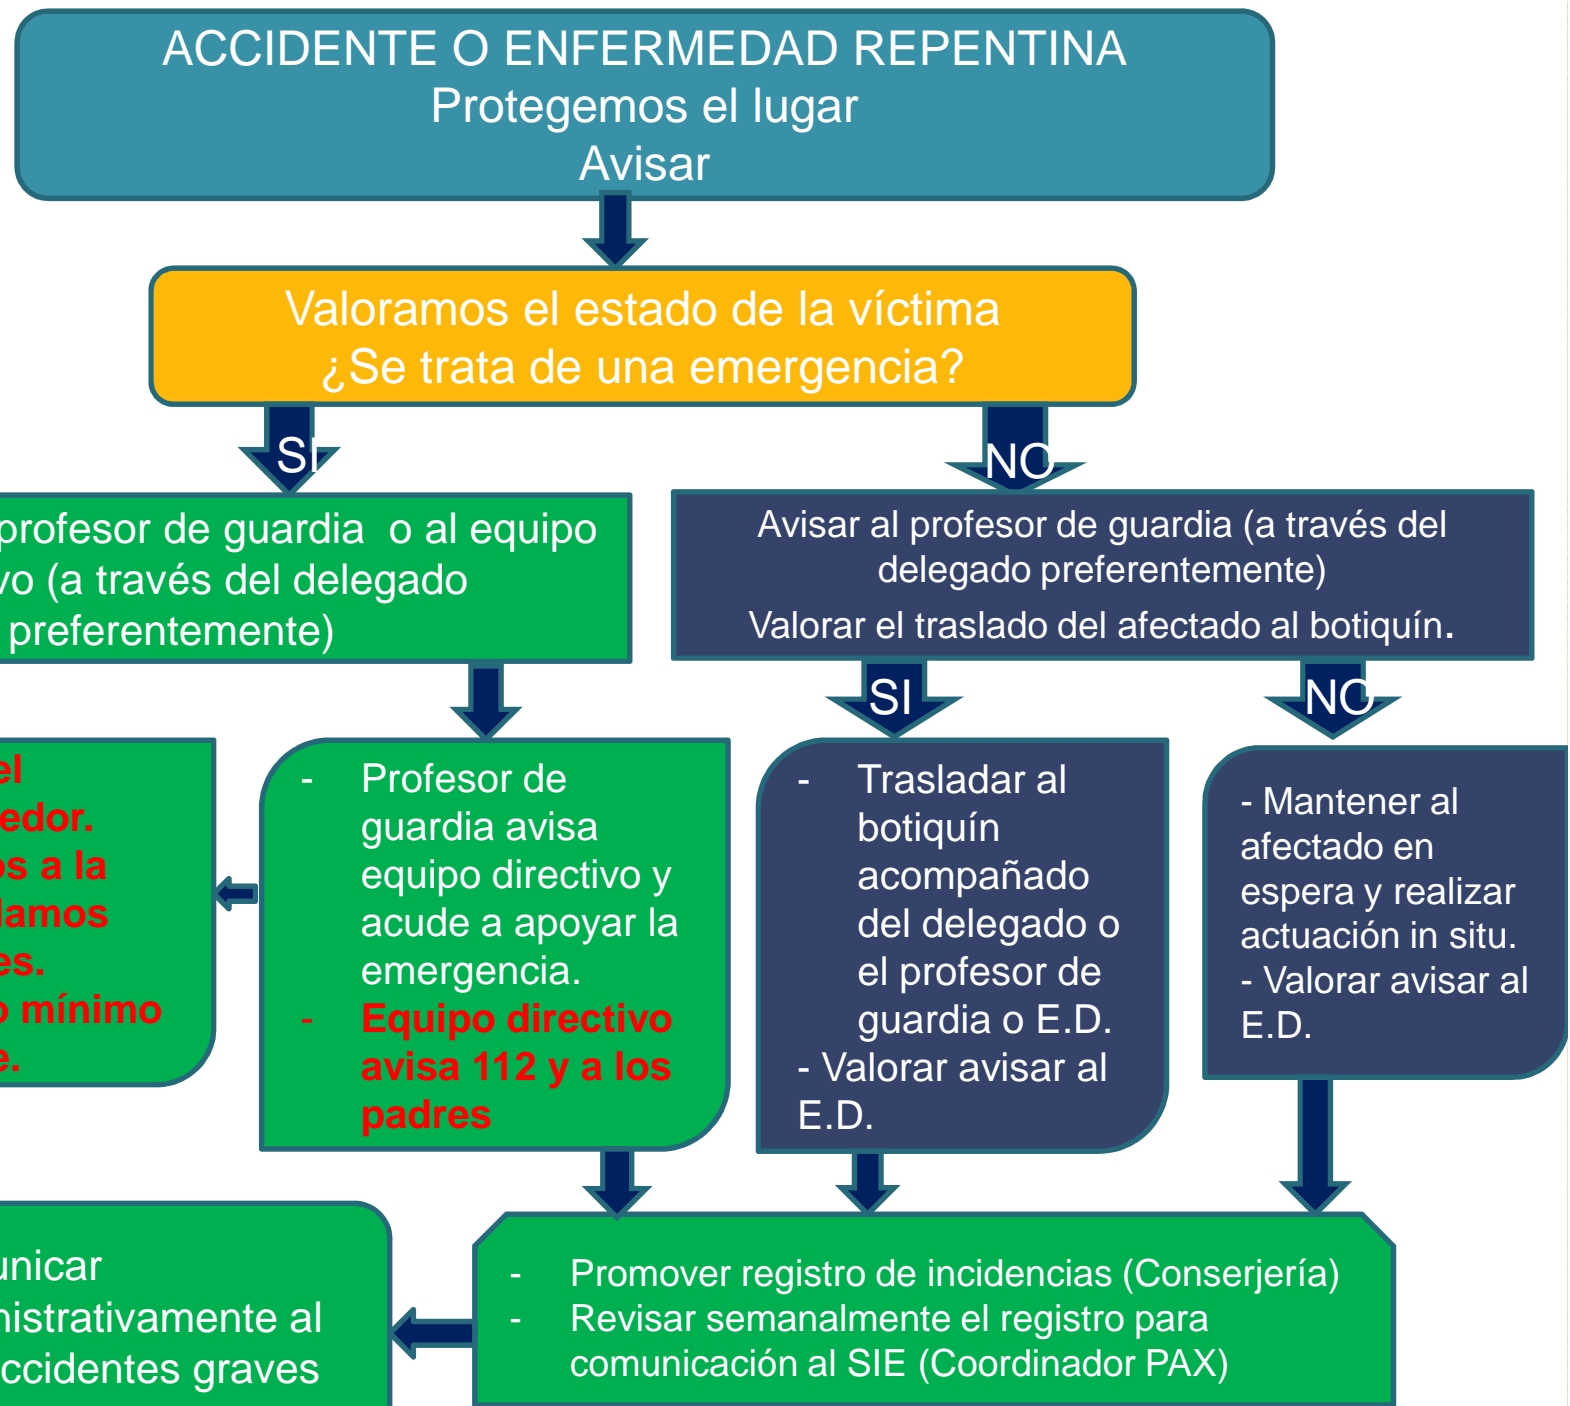 ACCIDENTE O ENFERMEDAD REPENTINA
Protegemos el lugar
Avisar
Valoramos el estado de la víctima
¿Se trata de una emergencia?
SI
NO
profesor de guardia o al equipo
vo (a través del delegado
preferentemente)
Avisar al profesor de guardia (a través del
delegado preferentemente)
Valorar el traslado del afectado al botiquín.
SI
NO
el
edor.
os a la
lamos
es.
o mínimo
e.
- Profesor de
guardia avisa
equipo directivo y
acude a apoyar la
emergencia.
- Equipo directivo
avisa 112 y a los
padres
- Trasladar al
botiquín
acompañado
del delegado o
el profesor de
guardia o E.D.
- Valorar avisar al
E.D.
- Mantener al
afectado en
espera y realizar
actuación in situ.
- Valorar avisar al
E.D.
unicar
nistrativamente al
ccidentes graves
- Promover registro de incidencias (Conserjería)
- Revisar semanalmente el registro para
comunicación al SIE (Coordinador PAX)